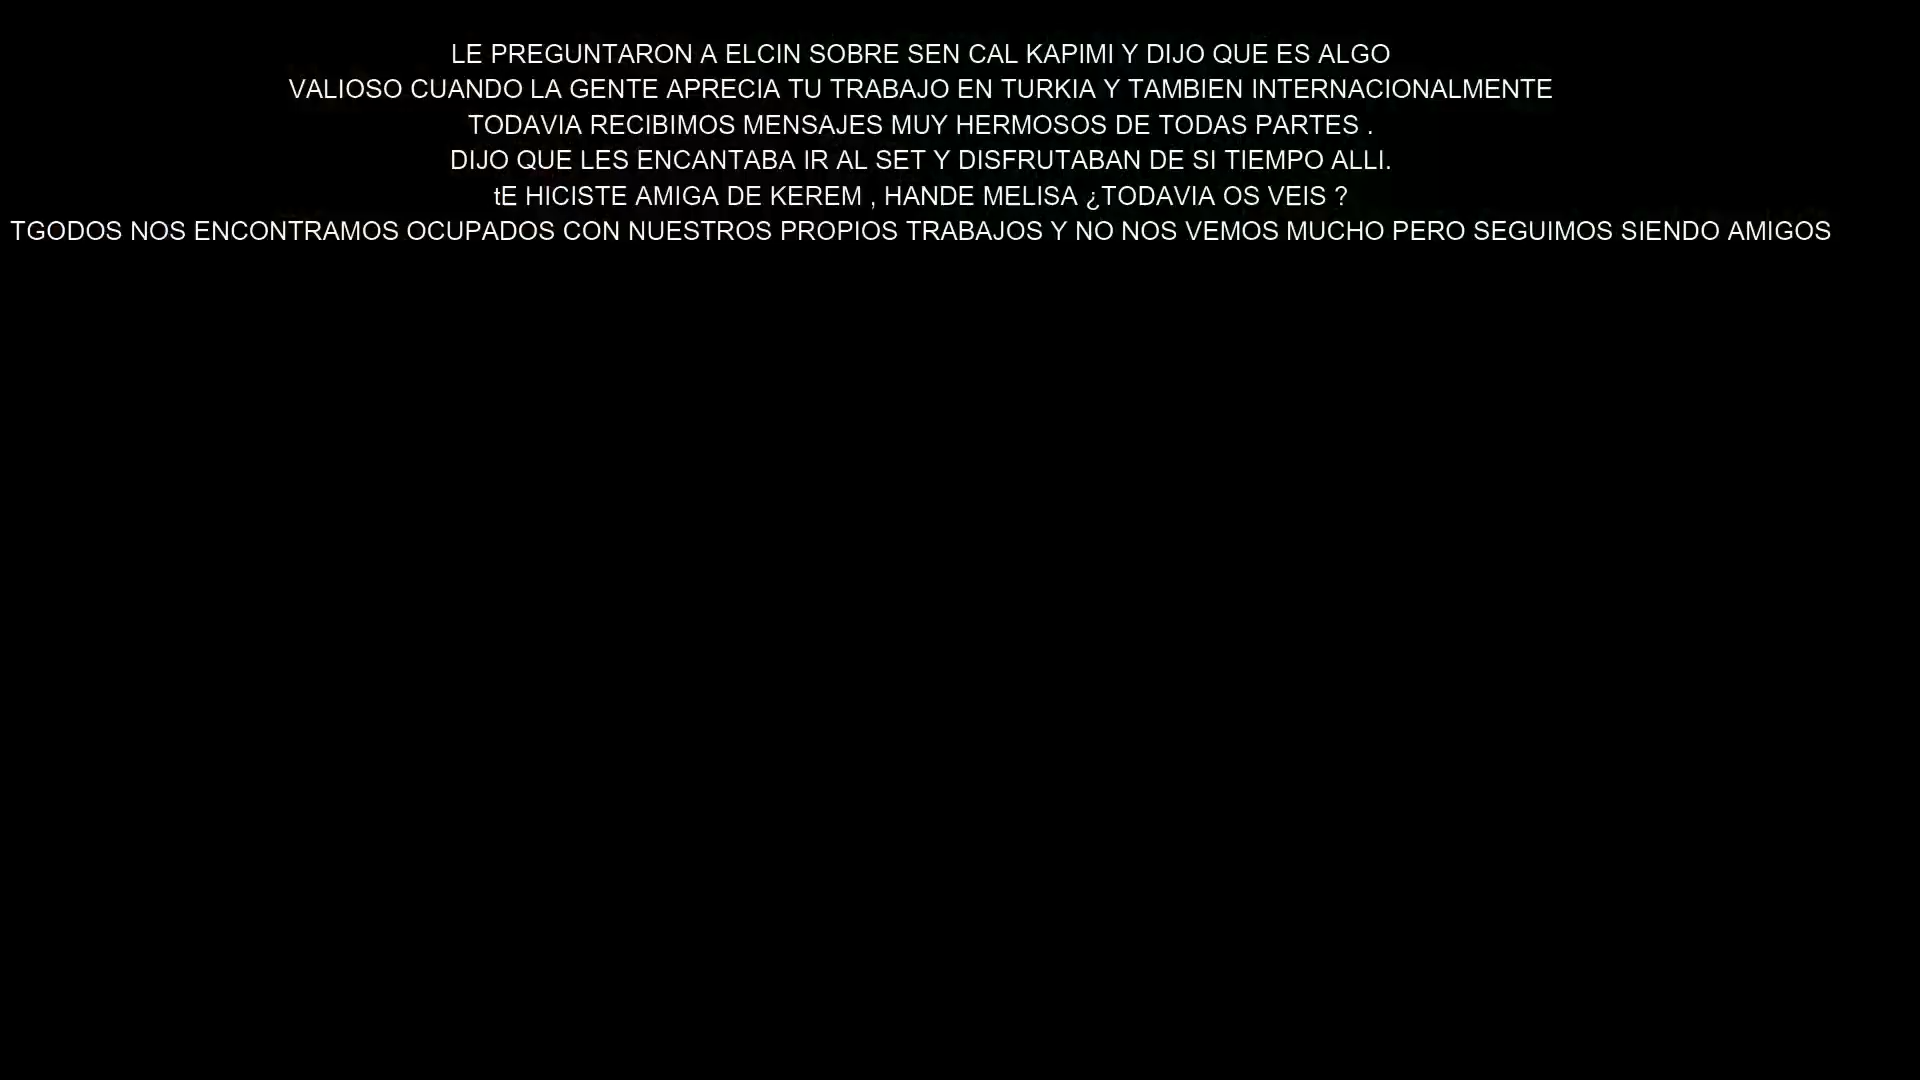 LE PREGUNTARON A ELCIN SOBRE SEN CAL KAPIMI Y DIJO QUE ES ALGO
VALIOSO CUANDO LA GENTE APRECIA TU TRABAJO EN TURKIA Y TAMBIEN INTERNACIONALMENTE
TODAVIA RECIBIMOS MENSAJES MUY HERMOSOS DE TODAS PARTES .
DIJO QUE LES ENCANTABA IR AL SET Y DISFRUTABAN DE SI TIEMPO ALLI.
tE HICISTE AMIGA DE KEREM , HANDE MELISA ¿TODAVIA OS VEIS ?
TGODOS NOS ENCONTRAMOS OCUPADOS CON NUESTROS PROPIOS TRABAJOS Y NO NOS VEMOS MUCHO PERO SEGUIMOS SIENDO AMIGOS